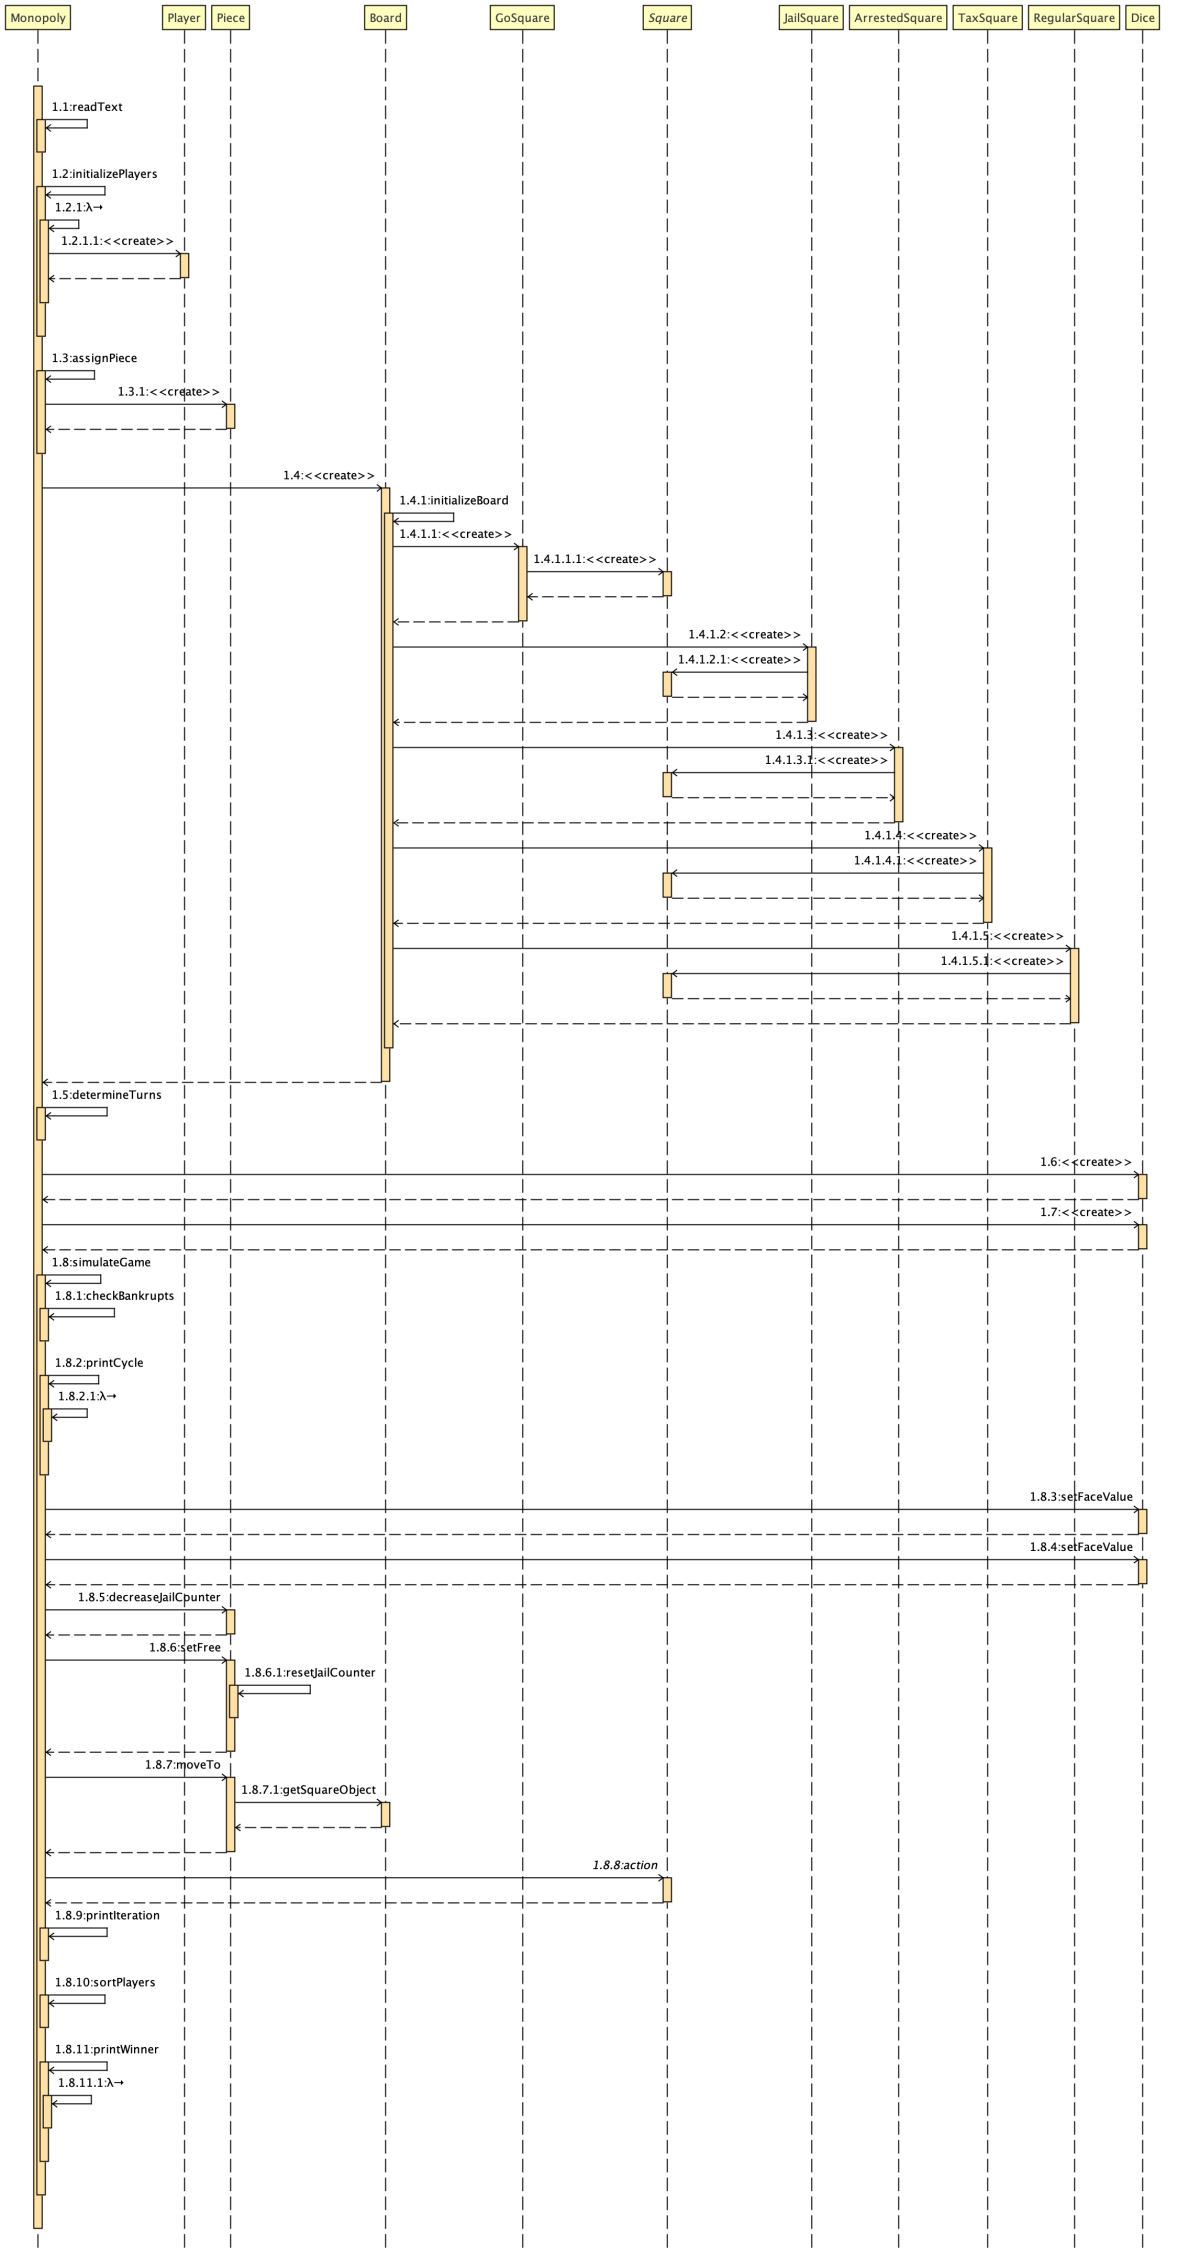 Monopoly Player Piece Board GoSquare Square JailSquare ArrestedSquare TaxSquare RegularSquare Dice
1.1:readText
1.2:initializePlayers
1.2.1:λ→
1.2.1.1:<<create>>
1.3:assignPiece
1.3.1:<<create>>
1.4:<<create>>
1.4.1:initializeBoard
1.4.1.1:<<create>>
1.4.1.1.1:<<create>>
1.4.1.2:<<create>>
1.4.1.2.1:<<create>>
1.4.1.3:<<create>>
1.4.1.3.1:<<create>>
1.4.1.4:<<create>>
1.4.1.4.1:<<create>>
1.4.1.5:<<create>>
1.4.1.5.1:<<create>>
1.5:determineTurns
1.6:<<create>>
1.7:<<create>>
1.8:simulateGame
1.8.1:checkBankrupts
1.8.2:printCycle
1.8.2.1:λ→
1.8.3:setFaceValue
1.8.4:setFaceValue
1.8.5:decreaseJailCounter
1.8.6:setFree
1.8.6.1:resetJailCounter
1.8.7:moveTo
1.8.7.1:getSquareObject
1.8.8:action
1.8.9:printIteration
1.8.10:sortPlayers
1.8.11:printWinner
1.8.11.1:λ→